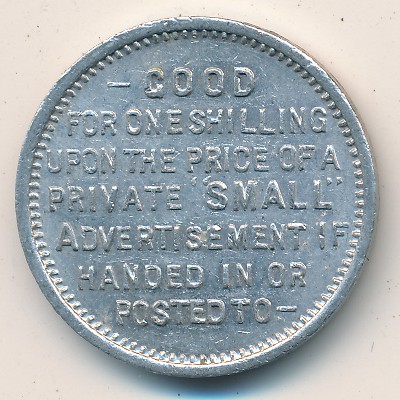 — GOOD
FOR ONE SHILLING
UPON THE PRICE OF A
PRIVATE "SMALL"
ADVERTISEMENT IF
HANDED IN OR
POSTED TO —